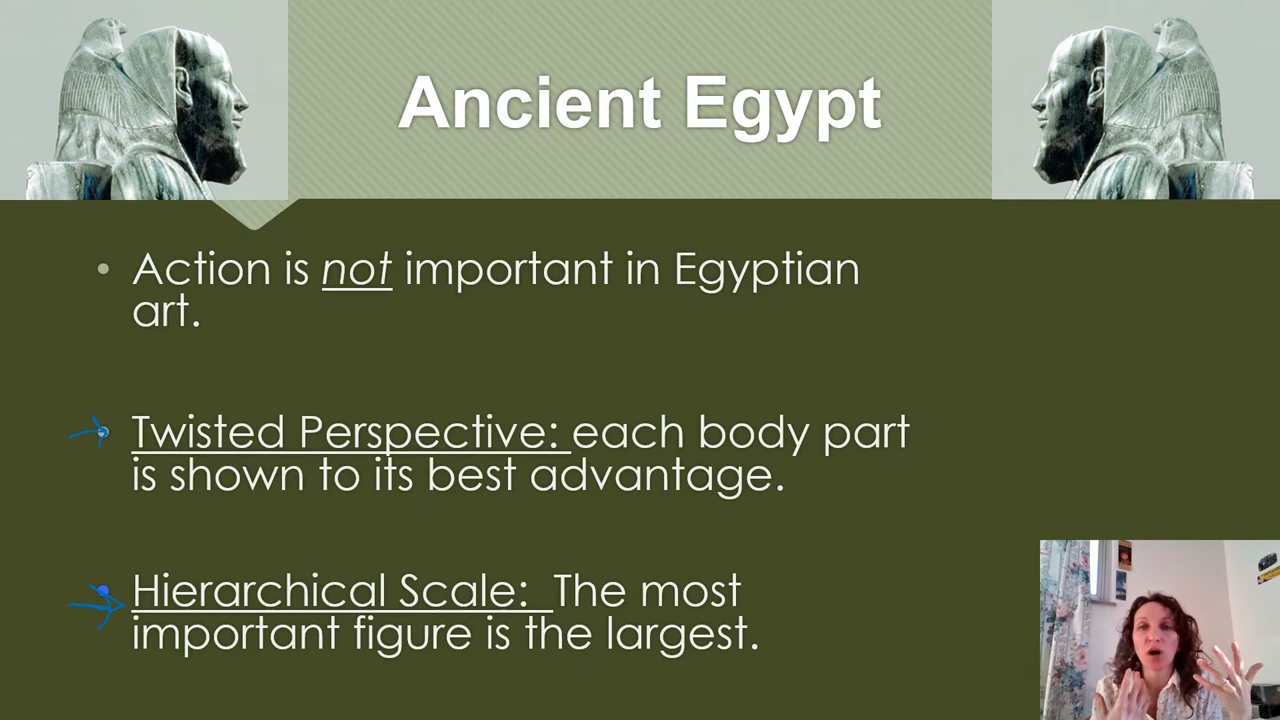 Ancient Egypt
• Action is not important in Egyptian
art.
Twisted Perspective: each body part
is shown to its best advantage.
Hierarchical Scale: The most
important figure is the largest.